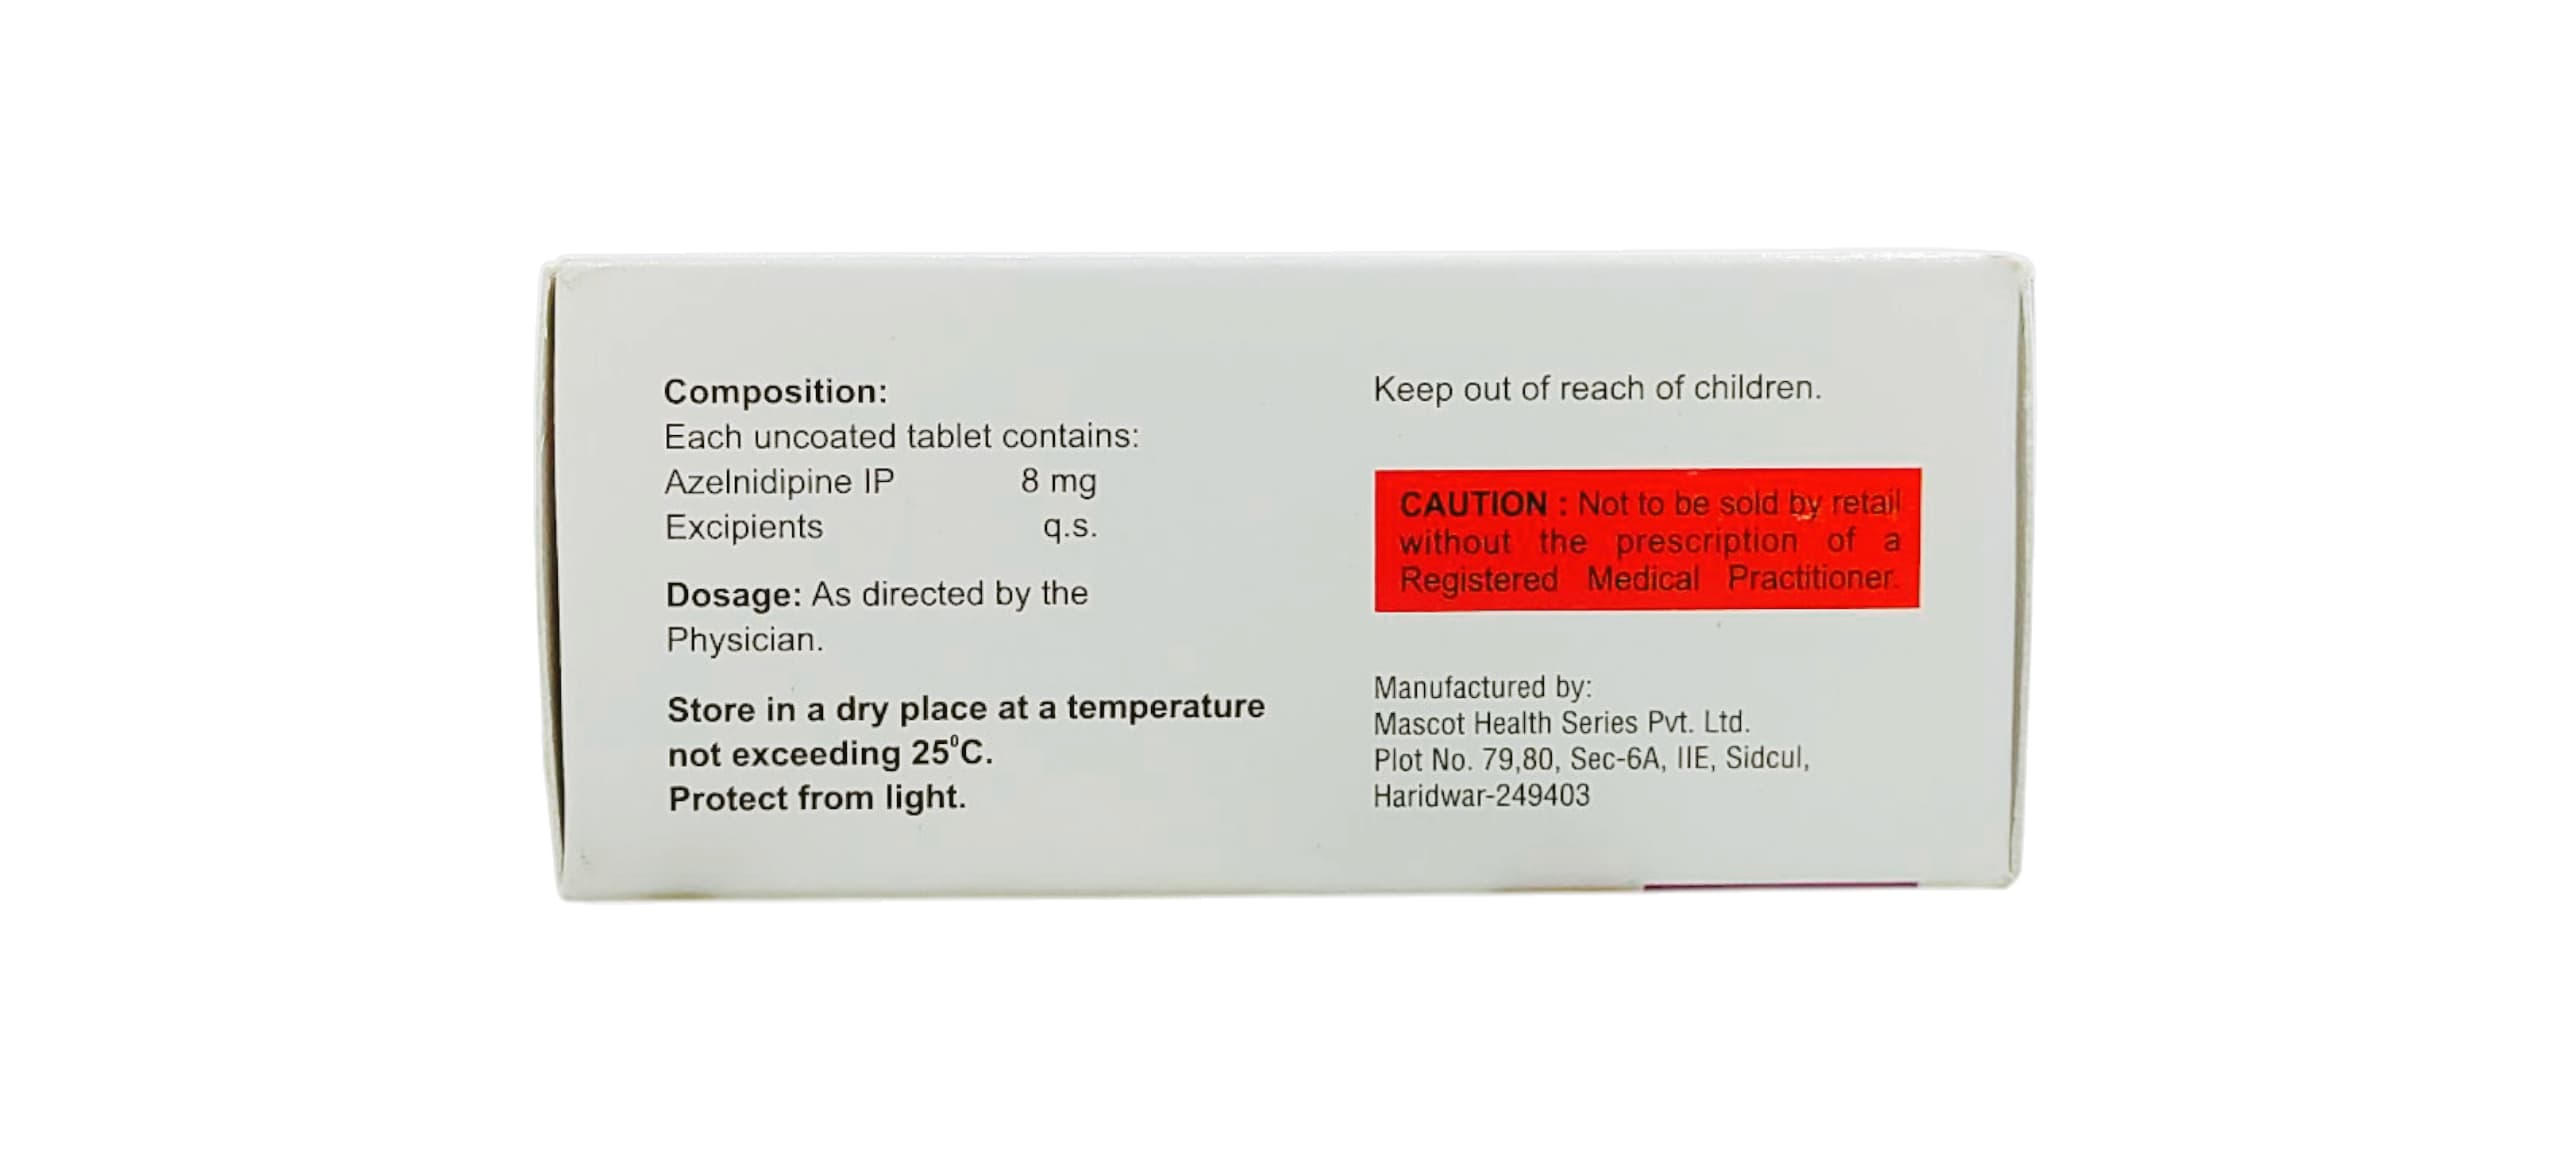 Composition:
Each uncoated tablet contains:
Azelnidipine IP 8 mg
Excipients q.s.
Dosage: As directed by the
Physician.
Store in a dry place at a temperature
not exceeding 25⁰C.
Protect from light.
Keep out of reach of children.
CAUTION : Not to be sold by retail
without the prescription of a
Registered Medical Practitioner.
Manufactured by:
Mascot Health Series Pvt. Ltd.
Plot No. 79,80, Sec-6A, IIE, Sidcul,
Haridwar-249403